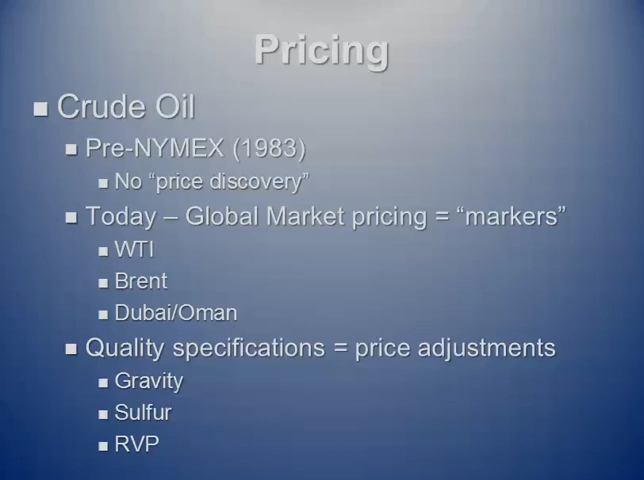 Pricing
Crude Oil
Pre-NYMEX (1983)
No “price discovery”
Today – Global Market pricing = “markers”
WTI
Brent
Dubai/Oman
Quality specifications = price adjustments
Gravity
Sulfur
RVP